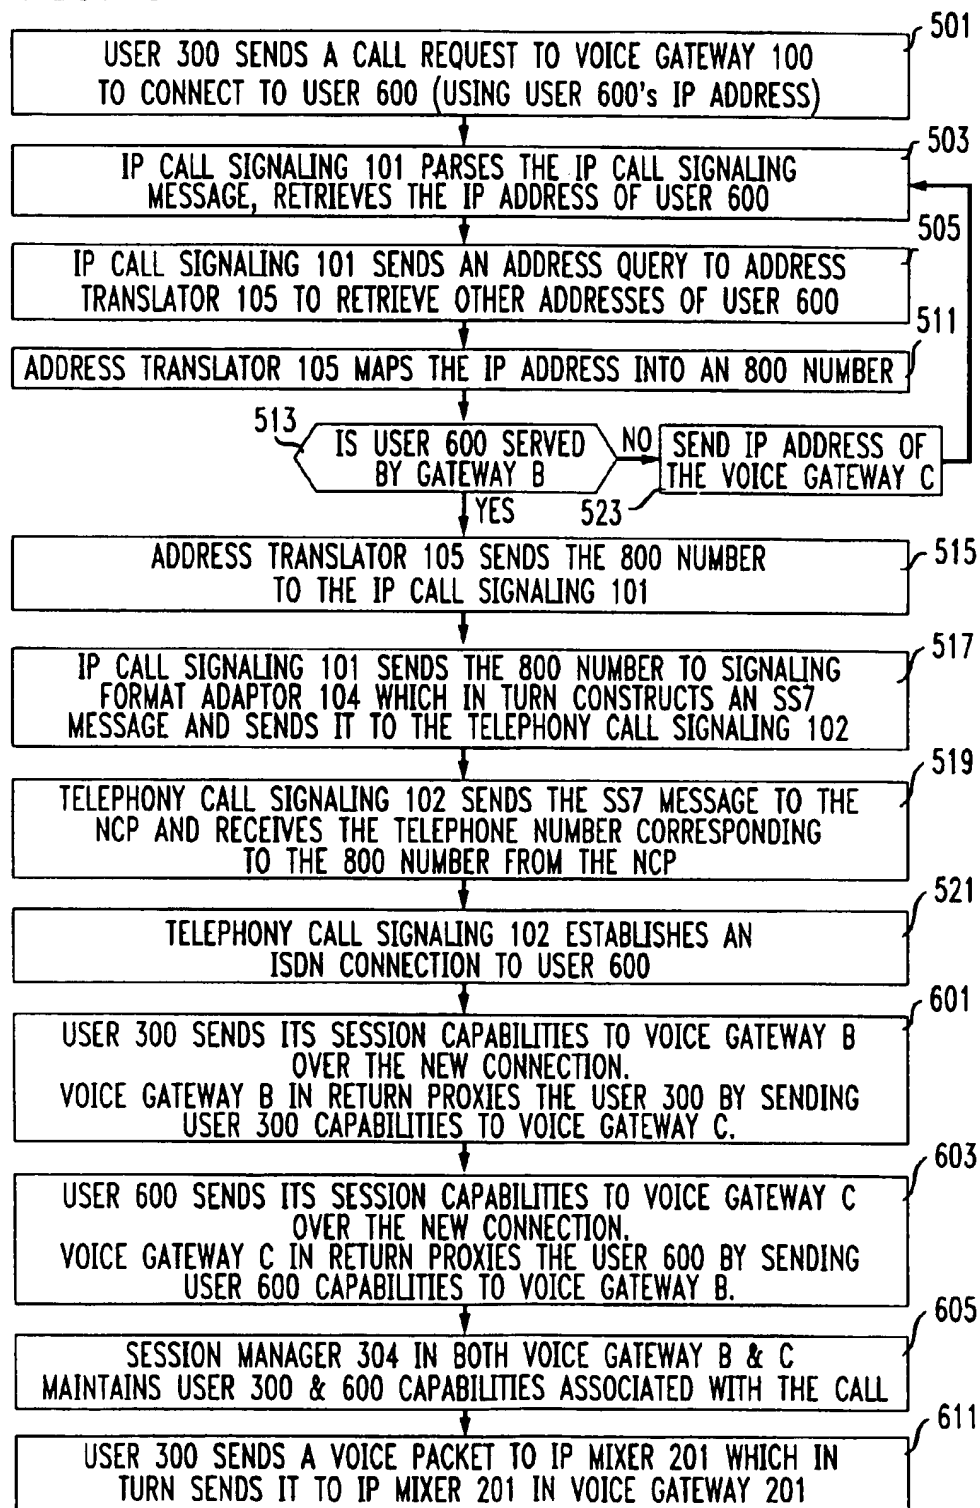 501
USER 300 SENDS A CALL REQUEST TO VOICE GATEWAY 100
TO CONNECT TO USER 600 (USING USER 600's IP ADDRESS)
503
IP CALL SIGNALING 101 PARSES THE IP CALL SIGNALING
MESSAGE, RETRIEVES THE IP ADDRESS OF USER 600
505
IP CALL SIGNALING 101 SENDS AN ADDRESS QUERY TO ADDRESS
TRANSLATOR 105 TO RETRIEVE OTHER ADDRESSES OF USER 600
511
ADDRESS TRANSLATOR 105 MAPS THE IP ADDRESS INTO AN 800 NUMBER
513
IS USER 600 SERVED
BY GATEWAY B
NO
SEND IP ADDRESS OF
THE VOICE GATEWAY C
523
YES
ADDRESS TRANSLATOR 105 SENDS THE 800 NUMBER
TO THE IP CALL SIGNALING 101
515
IP CALL SIGNALING 101 SENDS THE 800 NUMBER TO SIGNALING
FORMAT ADAPTOR 104 WHICH IN TURN CONSTRUCTS AN SS7
MESSAGE AND SENDS IT TO THE TELEPHONY CALL SIGNALING 102
517
519
TELEPHONY CALL SIGNALING 102 SENDS THE SS7 MESSAGE TO THE
NCP AND RECEIVES THE TELEPHONE NUMBER CORRESPONDING
TO THE 800 NUMBER FROM THE NCP
521
TELEPHONY CALL SIGNALING 102 ESTABLISHES AN
ISDN CONNECTION TO USER 600
601
USER 300 SENDS ITS SESSION CAPABILITIES TO VOICE GATEWAY B
OVER THE NEW CONNECTION.
VOICE GATEWAY B IN RETURN PROXIES THE USER 300 BY SENDING
USER 300 CAPABILITIES TO VOICE GATEWAY C.
603
USER 600 SENDS ITS SESSION CAPABILITIES TO VOICE GATEWAY C
OVER THE NEW CONNECTION.
VOICE GATEWAY C IN RETURN PROXIES THE USER 600 BY SENDING
USER 600 CAPABILITIES TO VOICE GATEWAY B.
605
SESSION MANAGER 304 IN BOTH VOICE GATEWAY B & C
MAINTAINS USER 300 & 600 CAPABILITIES ASSOCIATED WITH THE CALL
611
USER 300 SENDS A VOICE PACKET TO IP MIXER 201 WHICH IN
TURN SENDS IT TO IP MIXER 201 IN VOICE GATEWAY 201